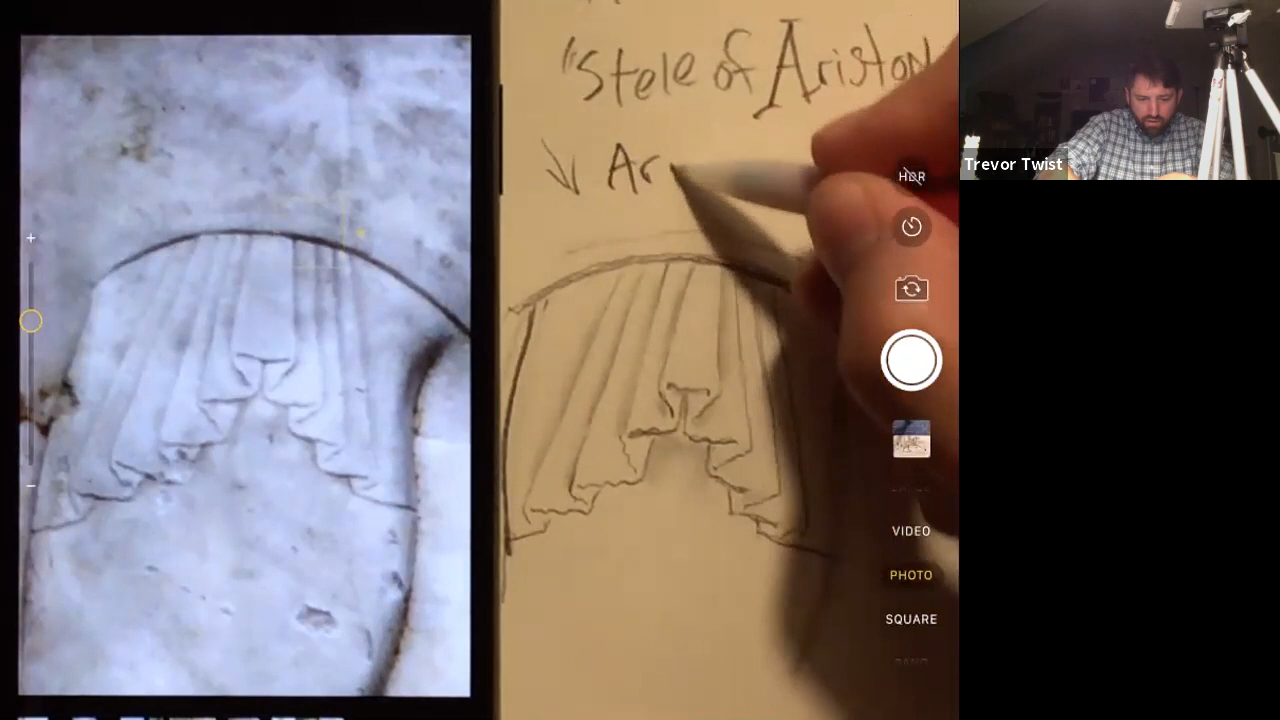 "Stele of Ariston
↓ Ar
HDR
Trevor Twist
VIDEO
PHOTO
SQUARE